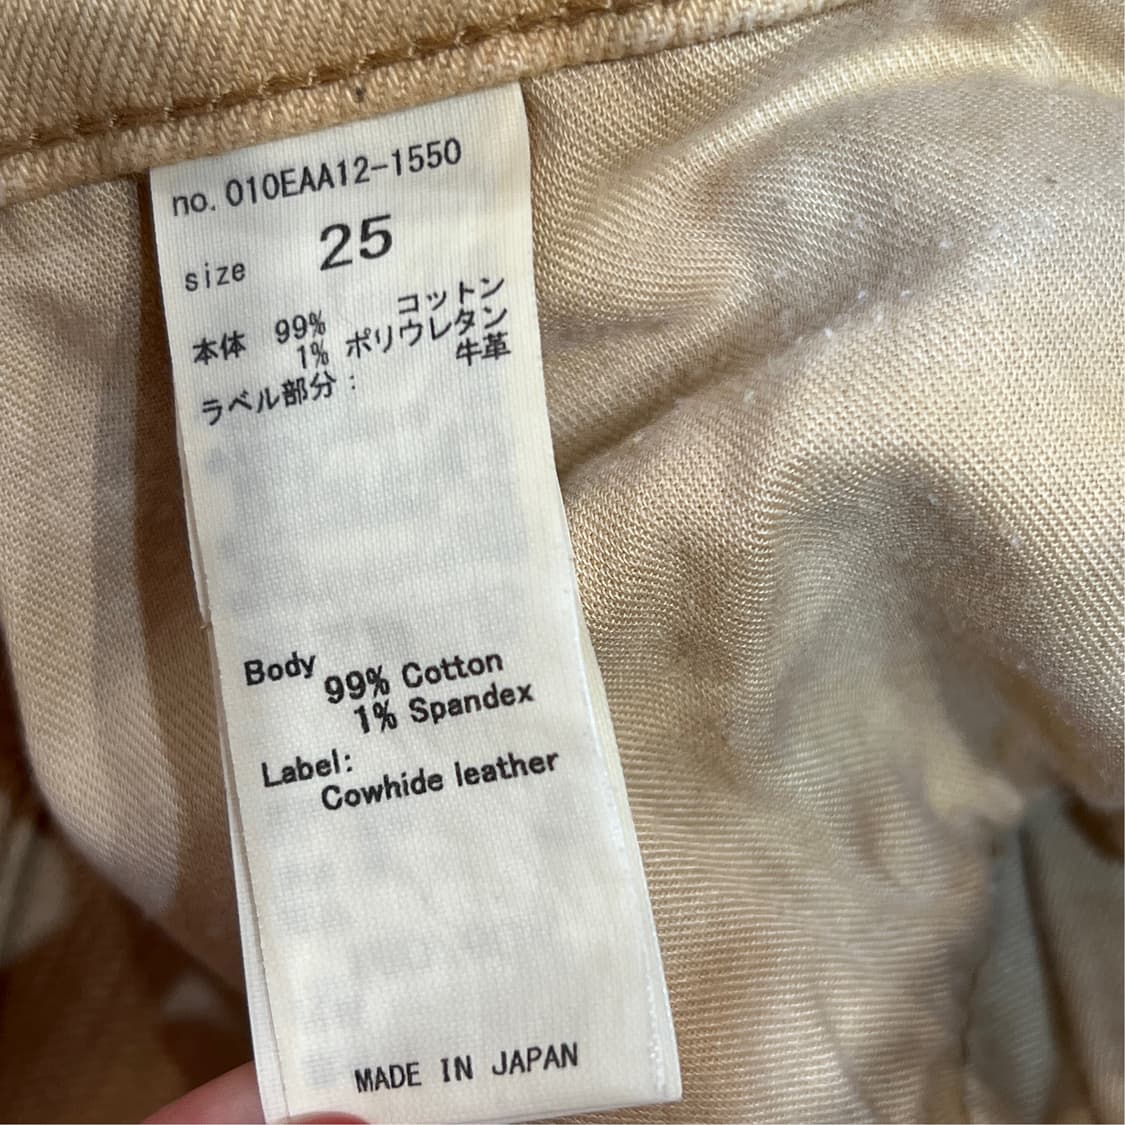 no. 010EAA12-1550
size 25
本体 99% コットン
1% ポリウレタン
ラベル部分： 牛革
Body
99% Cotton
1% Spandex
Label:
Cowhide leather
MADE IN JAPAN